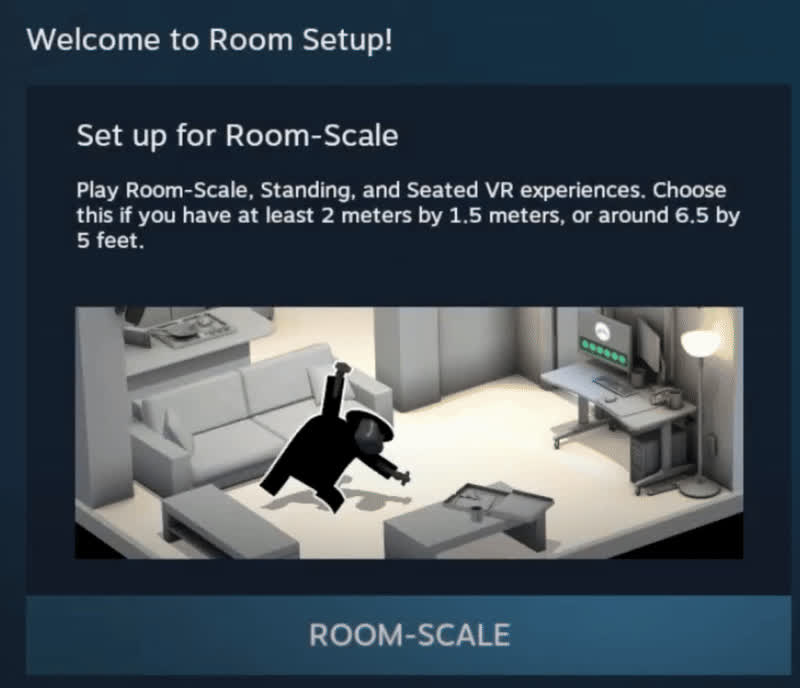 Welcome to Room Setup!
Set up for Room-Scale
Play Room-Scale, Standing, and Seated VR experiences. Choose
this if you have at least 2 meters by 1.5 meters, or around 6.5 by
5 feet.
ROOM-SCALE